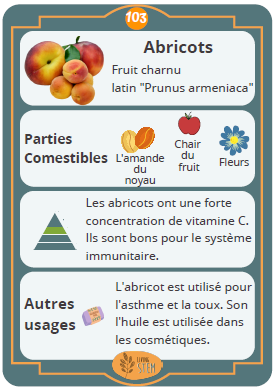 103
Abricots
Fruit charnu
latin "Prunus armeniaca"
Parties
Comestibles
L'amande
du
noyau
Chair
du
fruit
Fleurs
Les abricots ont une forte
concentration de vitamine C.
Ils sont bons pour le système
immunitaire.
Autres
usages
L'abricot est utilisé pour
l'asthme et la toux. Son
l'huile est utilisée dans
les cosmétiques.
STEM